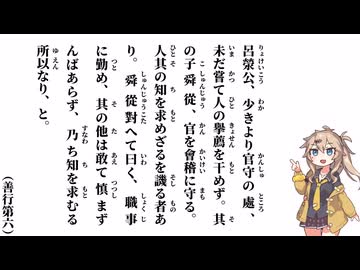 呂滎公、少きより官守の處、
未だ嘗て人の擧薦を干めず。其
の子舜從、官を會稽に守る。
人其の知を求めざるを譏る者あ
り。舜從對へて曰く、職事
に勤め、其の他は敢て慎まず
んばあらず、乃ち知を求むる
所以なり、と。
(善行第六)